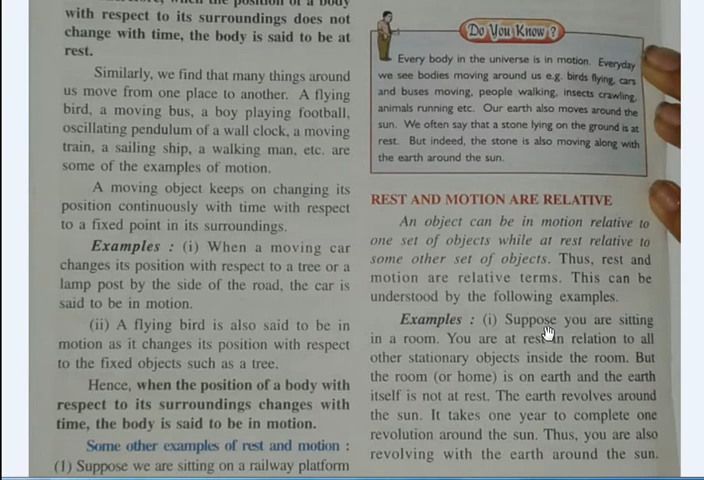 with respect to its surroundings does not
change with time, the body is said to be at
rest.
Similarly, we find that many things around
us move from one place to another. A flying
bird, a moving bus, a boy playing football,
oscillating pendulum of a wall clock, a moving
train, a sailing ship, a walking man, etc. are
some of the examples of motion.
A moving object keeps on changing its
position continuously with time with respect
to a fixed point in its surroundings.
Examples : (i) When a moving car
changes its position with respect to a tree or a
lamp post by the side of the road, the car is
said to be in motion.
(ii) A flying bird is also said to be in
motion as it changes its position with respect
to the fixed objects such as a tree.
Hence, when the position of a body with
respect to its surroundings changes with
time, the body is said to be in motion.
Some other examples of rest and motion :
(1) Suppose we are sitting on a railway platform
Do You Know ?
Every body in the universe is in motion. Everyday
we see bodies moving around us e.g. birds flying, cars
and buses moving, people walking, insects crawling,
animals running etc. Our earth also moves around the
sun. We often say that a stone lying on the ground is at
rest. But indeed, the stone is also moving along with
the earth around the sun.
REST AND MOTION ARE RELATIVE
An object can be in motion relative to
one set of objects while at rest relative to
some other set of objects. Thus, rest and
motion are relative terms. This can be
understood by the following examples.
Examples : (i) Suppose you are sitting
in a room. You are at rest in relation to all
other stationary objects inside the room. But
the room (or home) is on earth and the earth
itself is not at rest. The earth revolves around
the sun. It takes one year to complete one
revolution around the sun. Thus, you are also
revolving with the earth around the sun.